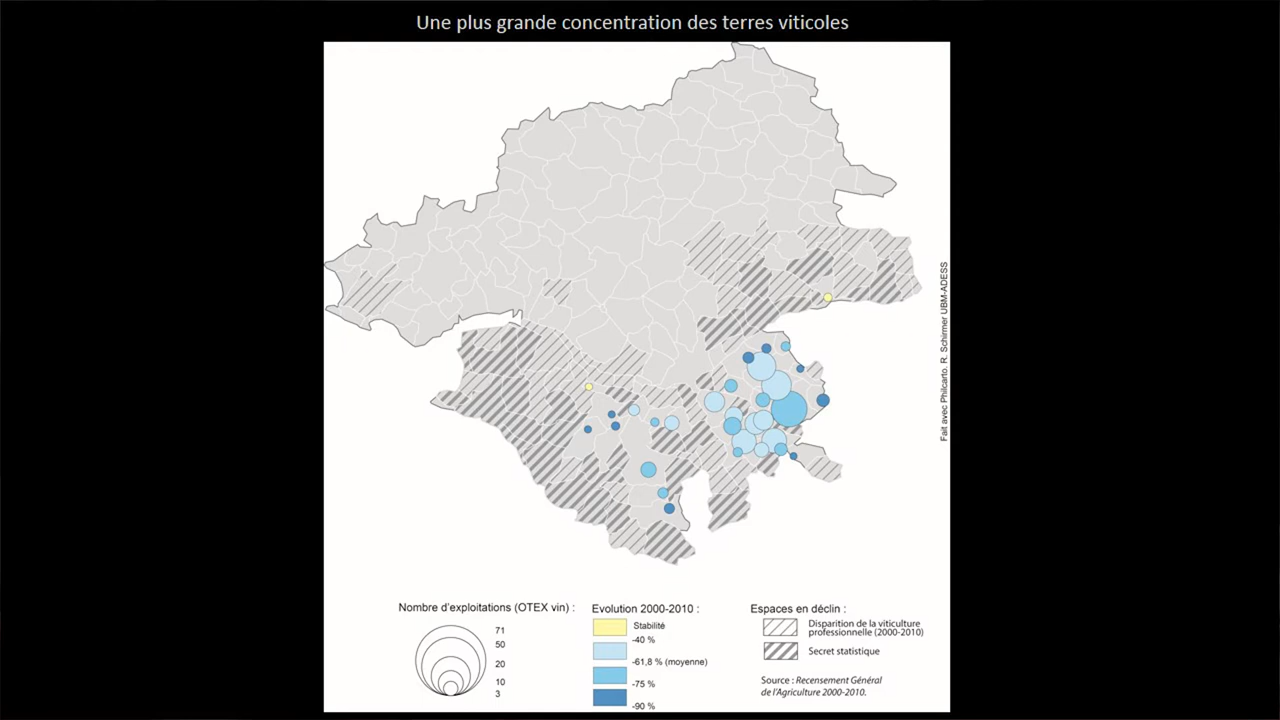 Une plus grande concentration des terres viticoles
Fait avec Philcarto. R. Schirmer UBM-ADESS
Nombre d'exploitations (OTEX vin) :
71
50
20
10
3
Evolution 2000-2010 :
Stabilité
-40 %
-61,8 % (moyenne)
-75 %
-90 %
Espaces en déclin :
Disparition de la viticulture
professionnelle (2000-2010)
Secret statistique
Source : Recensement Général
de l'Agriculture 2000-2010.